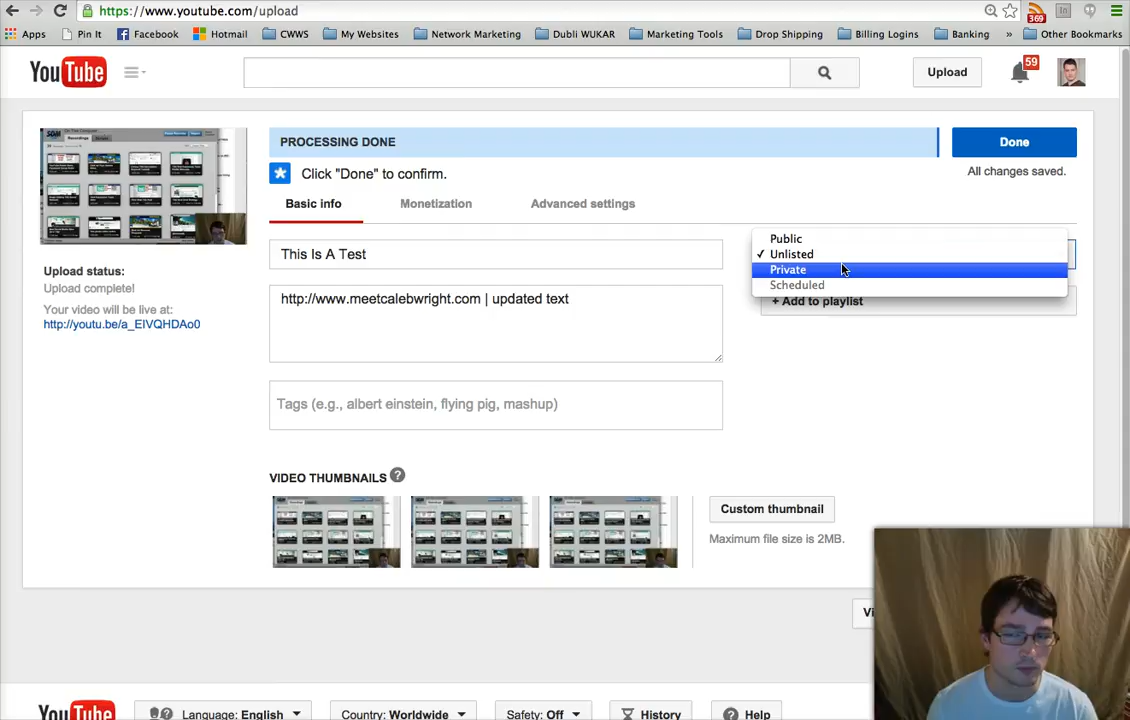 https://www.youtube.com/upload
369
Apps Pin It Facebook Hotmail CWWS My Websites Network Marketing Dubli WUKAR Marketing Tools Drop Shipping Billing Logins Banking » Other Bookmarks
YouTube
Upload
59
PROCESSING DONE
Done
Click "Done" to confirm.
All changes saved.
Basic info Monetization Advanced settings
This Is A Test
Public
✓ Unlisted
Private
Scheduled
+ Add to playlist
http://www.meetcalebwright.com | updated text
Upload status:
Upload complete!
Your video will be live at:
http://youtu.be/a_EIVQHDAo0
Tags (e.g., albert einstein, flying pig, mashup)
VIDEO THUMBNAILS ?
Custom thumbnail
Maximum file size is 2MB.
YouTube
Language: English Country: Worldwide Safety: Off History Help